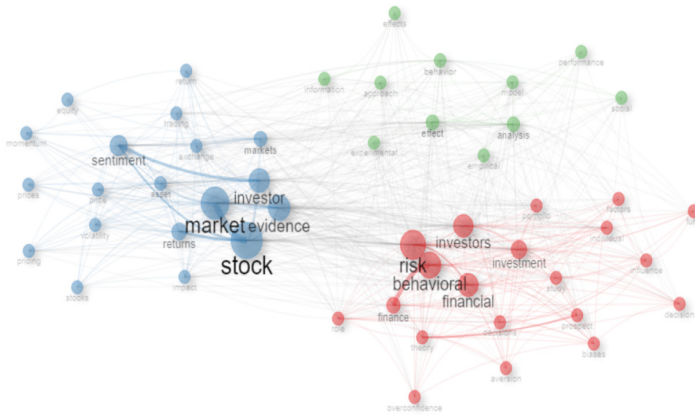 effects
return
behavior
performance
information
approach
model
equity
social
trading
effect
analysis
momentum
exchange
markets
experimental
sentiment
empirical
prices
price
asset
investor
factors
portfolio
market
evidence
individual
volatility
returns
investors
pricing
stock
risk
investment
influence
behavioral
impact
study
stocks
financial
decision
finance
role
decisions
prospect
theory
biases
aversion
overconfidence